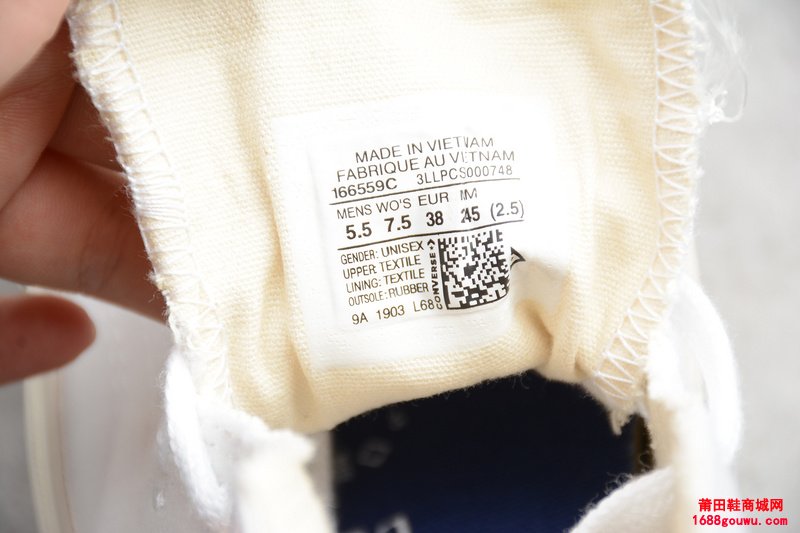 MADE IN VIETNAM
FABRIQUE AU VIETNAM
166559C 3LLPCS000748
MENS WO'S EUR MM
5.5 7.5 38 245 (2.5)
GENDER: UNISEX
UPPER: TEXTILE
LINING: TEXTILE
OUTSOLE: RUBBER
9A 1903 L68
CONVERSE
莆田鞋商城网
1688gouwu.com